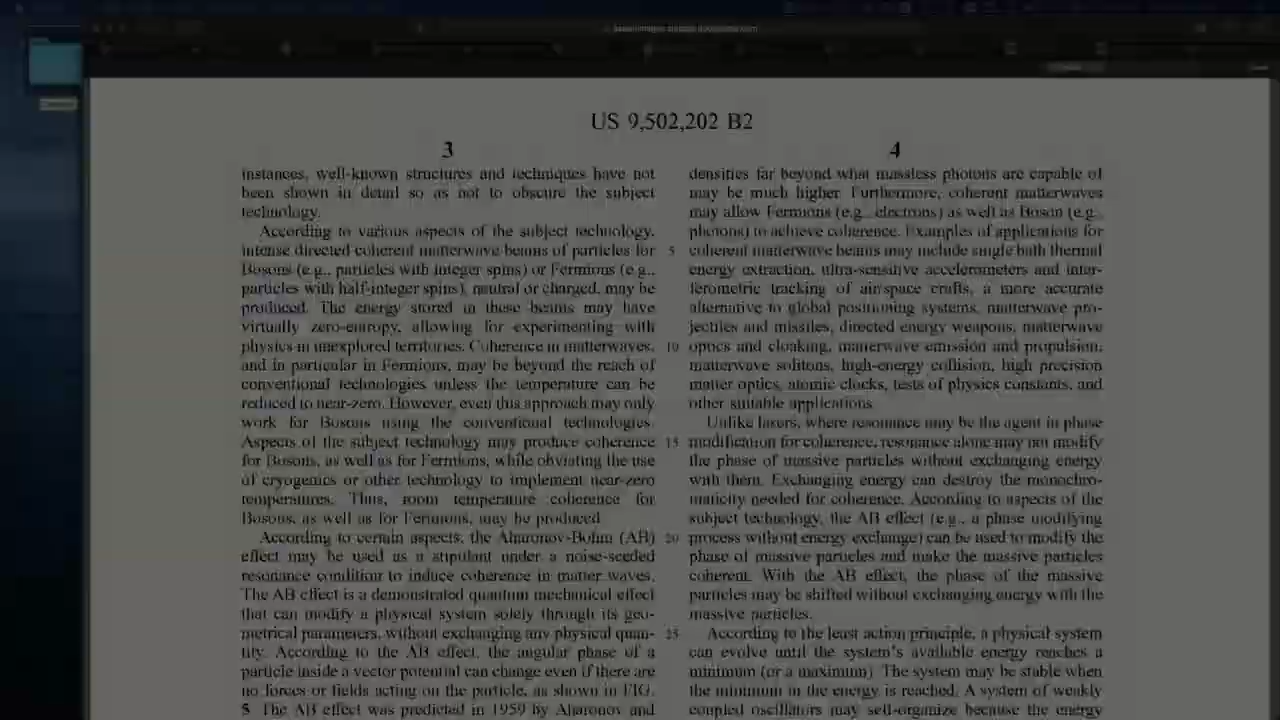 US 9,502,202 B2
3
instances, well-known structures and techniques have not
been shown in detail so as not to obscure the subject
technology.
According to various aspects of the subject technology,
intense directed coherent matterwave beams of particles for
Bosons (e.g., particles with integer spins) or Fermions (e.g.,
particles with half-integer spins), neutral or charged, may be
produced. The energy stored in these beams may have
virtually zero-entropy, allowing for experimenting with
physics in unexplored territories. Coherence in matterwaves,
and in particular in Fermions, may be beyond the reach of
conventional technologies unless the temperature can be
reduced to near-zero. However, even this approach may only
work for Bosons using the conventional technologies.
Aspects of the subject technology may produce coherence
for Bosons, as well as for Fermions, while obviating the use
of cryogenics or other technology to implement near-zero
temperatures. Thus, room temperature coherence for
Bosons, as well as for Fermions, may be produced.
According to certain aspects, the Aharonov-Bohm (AB)
effect may be used as a stipulant under a noise-seeded
resonance condition to induce coherence in matter waves.
The AB effect is a demonstrated quantum mechanical effect
that can modify a physical system solely through its geo-
metrical parameters, without exchanging any physical quan-
tity. According to the AB effect, the angular phase of a
particle inside a vector potential can change even if there are
no forces or fields acting on the particle, as shown in FIG.
5. The AB effect was predicted in 1959 by Aharonov and
5
10
15
20
25
4
densities far beyond what massless photons are capable of
may be much higher. Furthermore, coherent matterwaves
may allow Fermions (e.g., electrons) as well as Boson (e.g.,
photons) to achieve coherence. Examples of applications for
coherent matterwave beams may include single bath thermal
energy extraction, ultra-sensitive accelerometers and inter-
ferometric tracking of air/space crafts, a more accurate
alternative to global positioning systems, matterwave pro-
jectiles and missiles, directed energy weapons, matterwave
optics and cloaking, matterwave emission and propulsion,
matterwave solitons, high-energy collision, high precision
matter optics, atomic clocks, tests of physics constants, and
other suitable applications.
Unlike lasers, where resonance may be the agent in phase
modification for coherence, resonance alone may not modify
the phase of massive particles without exchanging energy
with them. Exchanging energy can destroy the monochro-
maticity needed for coherence. According to aspects of the
subject technology, the AB effect (e.g., a phase modifying
process without energy exchange) can be used to modify the
phase of massive particles and make the massive particles
coherent. With the AB effect, the phase of the massive
particles may be shifted without exchanging energy with the
massive particles.
According to the least action principle, a physical system
can evolve until the system's available energy reaches a
minimum (or a maximum). The system may be stable when
the minimum in the energy is reached. A system of weakly
coupled oscillators may self-organize because the energy